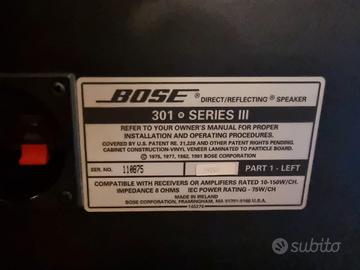 BOSE® DIRECT/REFLECTING® SPEAKER
301® SERIES III
REFER TO YOUR OWNER'S MANUAL FOR PROPER
INSTALLATION AND OPERATING PROCEDURES.
COVERED BY U.S. PATENT RE. 31,228 AND OTHER PATENT RIGHTS PENDING.
CABINET CONSTRUCTION-VINYL VENEER LAMINATED TO PARTICLE BOARD.
© 1975, 1977, 1982, 1991 BOSE CORPORATION
SER. NO. 110875 PART 1 - LEFT
COMPATIBLE WITH RECEIVERS OR AMPLIFIERS RATED 10-150W/CH.
IMPEDANCE 8 OHMS IEC POWER RATING - 75W/CH
MADE IN IRELAND
BOSE CORPORATION, FRAMINGHAM, MA 01701-9168 U.S.A.
subito